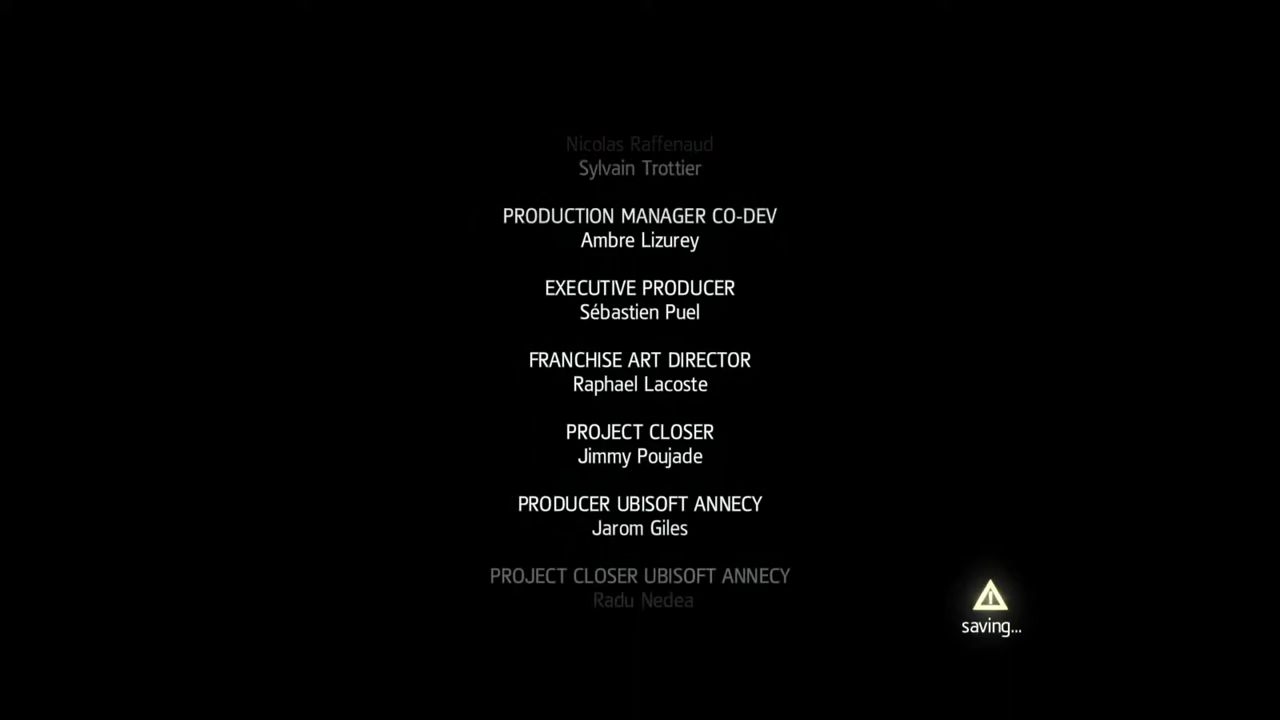 Nicolas Raffenaud
Sylvain Trottier
PRODUCTION MANAGER CO-DEV
Ambre Lizurey
EXECUTIVE PRODUCER
Sébastien Puel
FRANCHISE ART DIRECTOR
Raphael Lacoste
PROJECT CLOSER
Jimmy Poujade
PRODUCER UBISOFT ANNECY
Jarom Giles
PROJECT CLOSER UBISOFT ANNECY
Radu Nedea
saving...